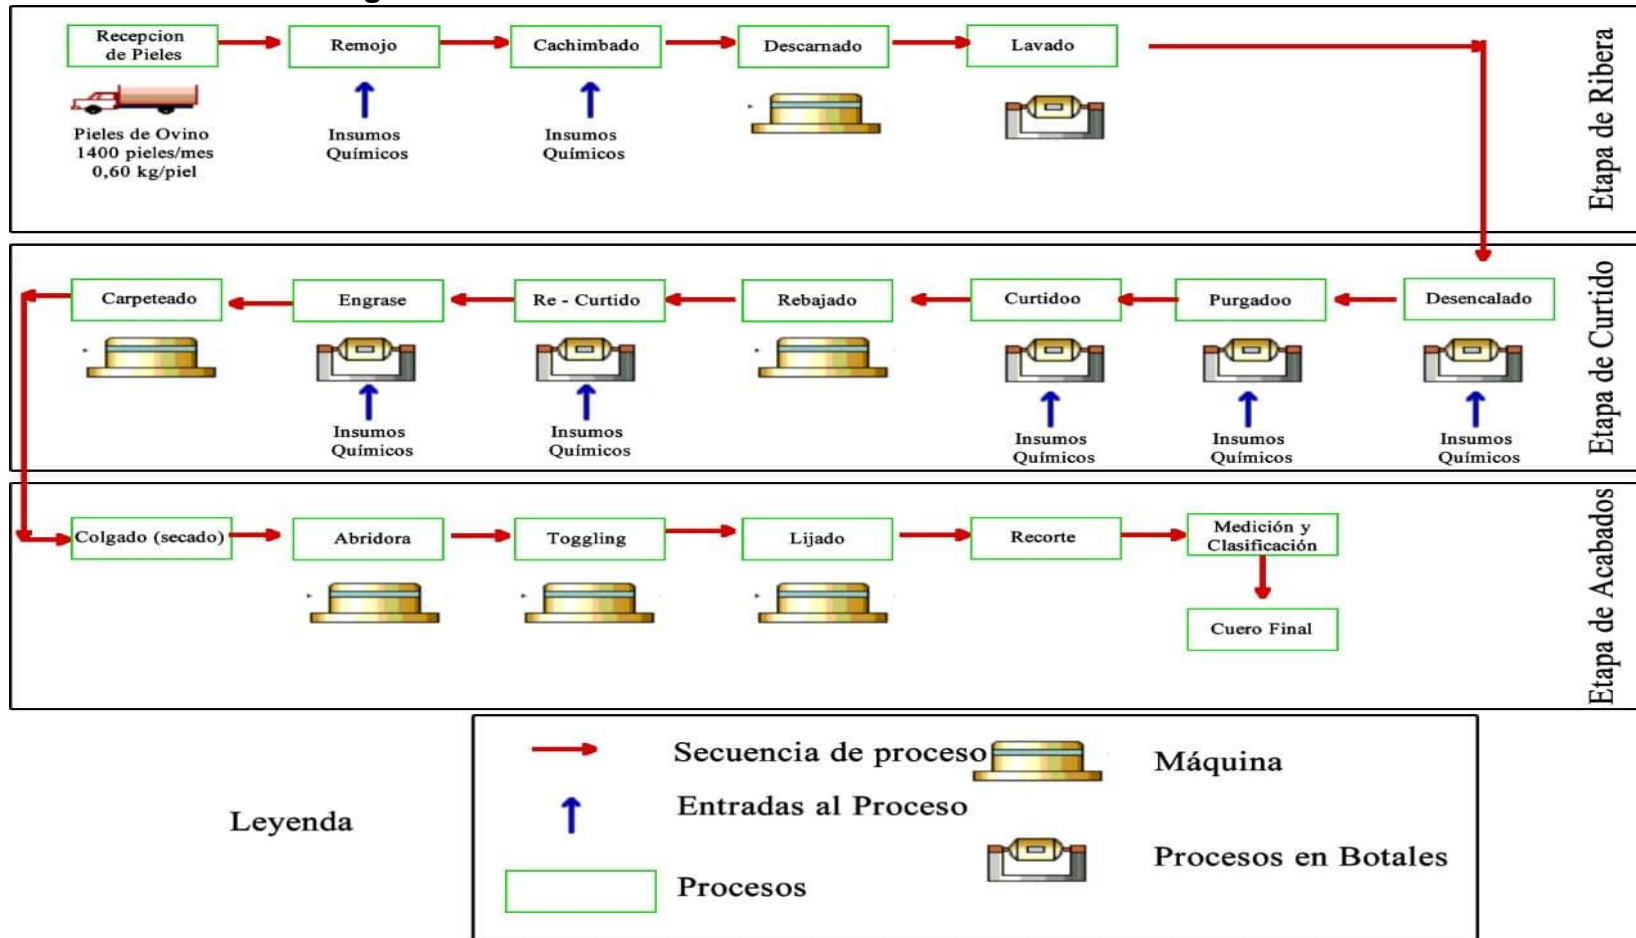 Recepcion
de Pieles
Remojo
Cachimbado
Descarnado
Lavado
Pieles de Ovino
1400 pieles/mes
0,60 kg/piel
Insumos
Químicos
Insumos
Químicos
Etapa de Ribera
Carpeteado
Engrase
Re - Curtido
Rebajado
Curtidoo
Purgadoo
Desencalado
Insumos
Químicos
Insumos
Químicos
Insumos
Químicos
Insumos
Químicos
Insumos
Químicos
Etapa de Curtido
Colgado (secado)
Abridora
Toggling
Lijado
Recorte
Medición y
Clasificación
Cuero Final
Etapa de Acabados
Leyenda
Secuencia de proceso
Máquina
Entradas al Proceso
Procesos en Botales
Procesos